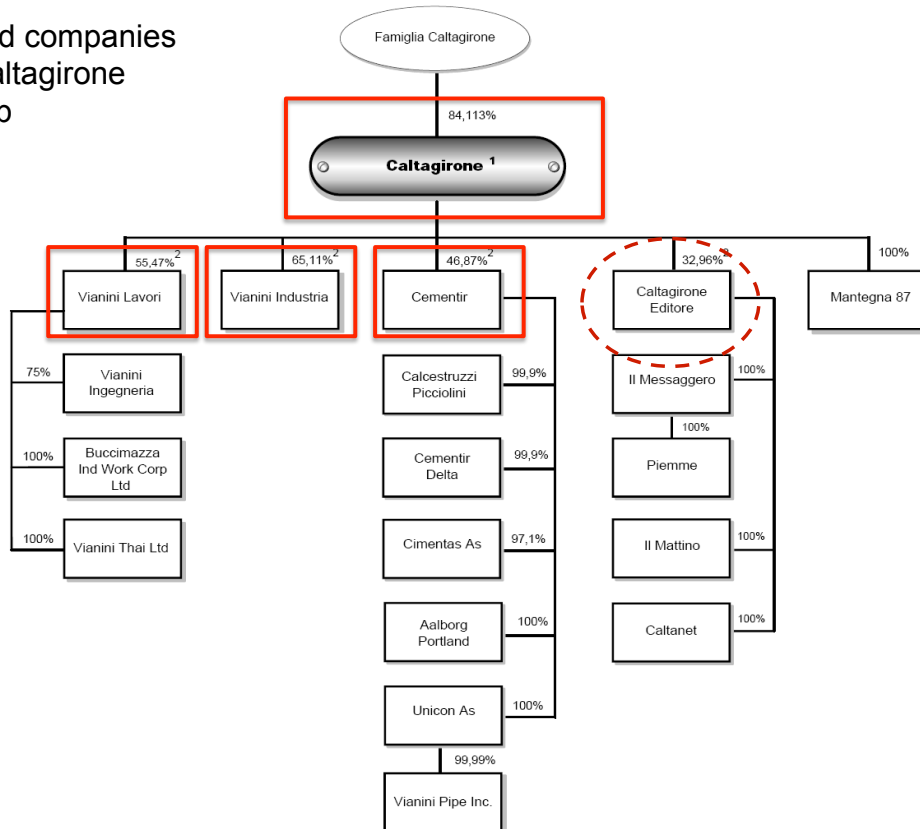 d companies
altagirone
Famiglia Caltagirone
84,113%
Caltagirone 1
55,47%2
65,11%2
46,87%2
32,96%2
100%
Vianini Lavori
Vianini Industria
Cementir
Caltagirone
Editore
Mantegna 87
75%
Vianini
Ingegneria
100%
Buccimazza
Ind Work Corp
Ltd
100%
Vianini Thai Ltd
Calcestruzzi
Picciolini
99,9%
Cementir
Delta
99,9%
Cimentas As
97,1%
Aalborg
Portland
100%
Unicon As
100%
99,99%
Vianini Pipe Inc.
Il Messaggero
100%
100%
Piemme
Il Mattino
100%
Caltanet
100%